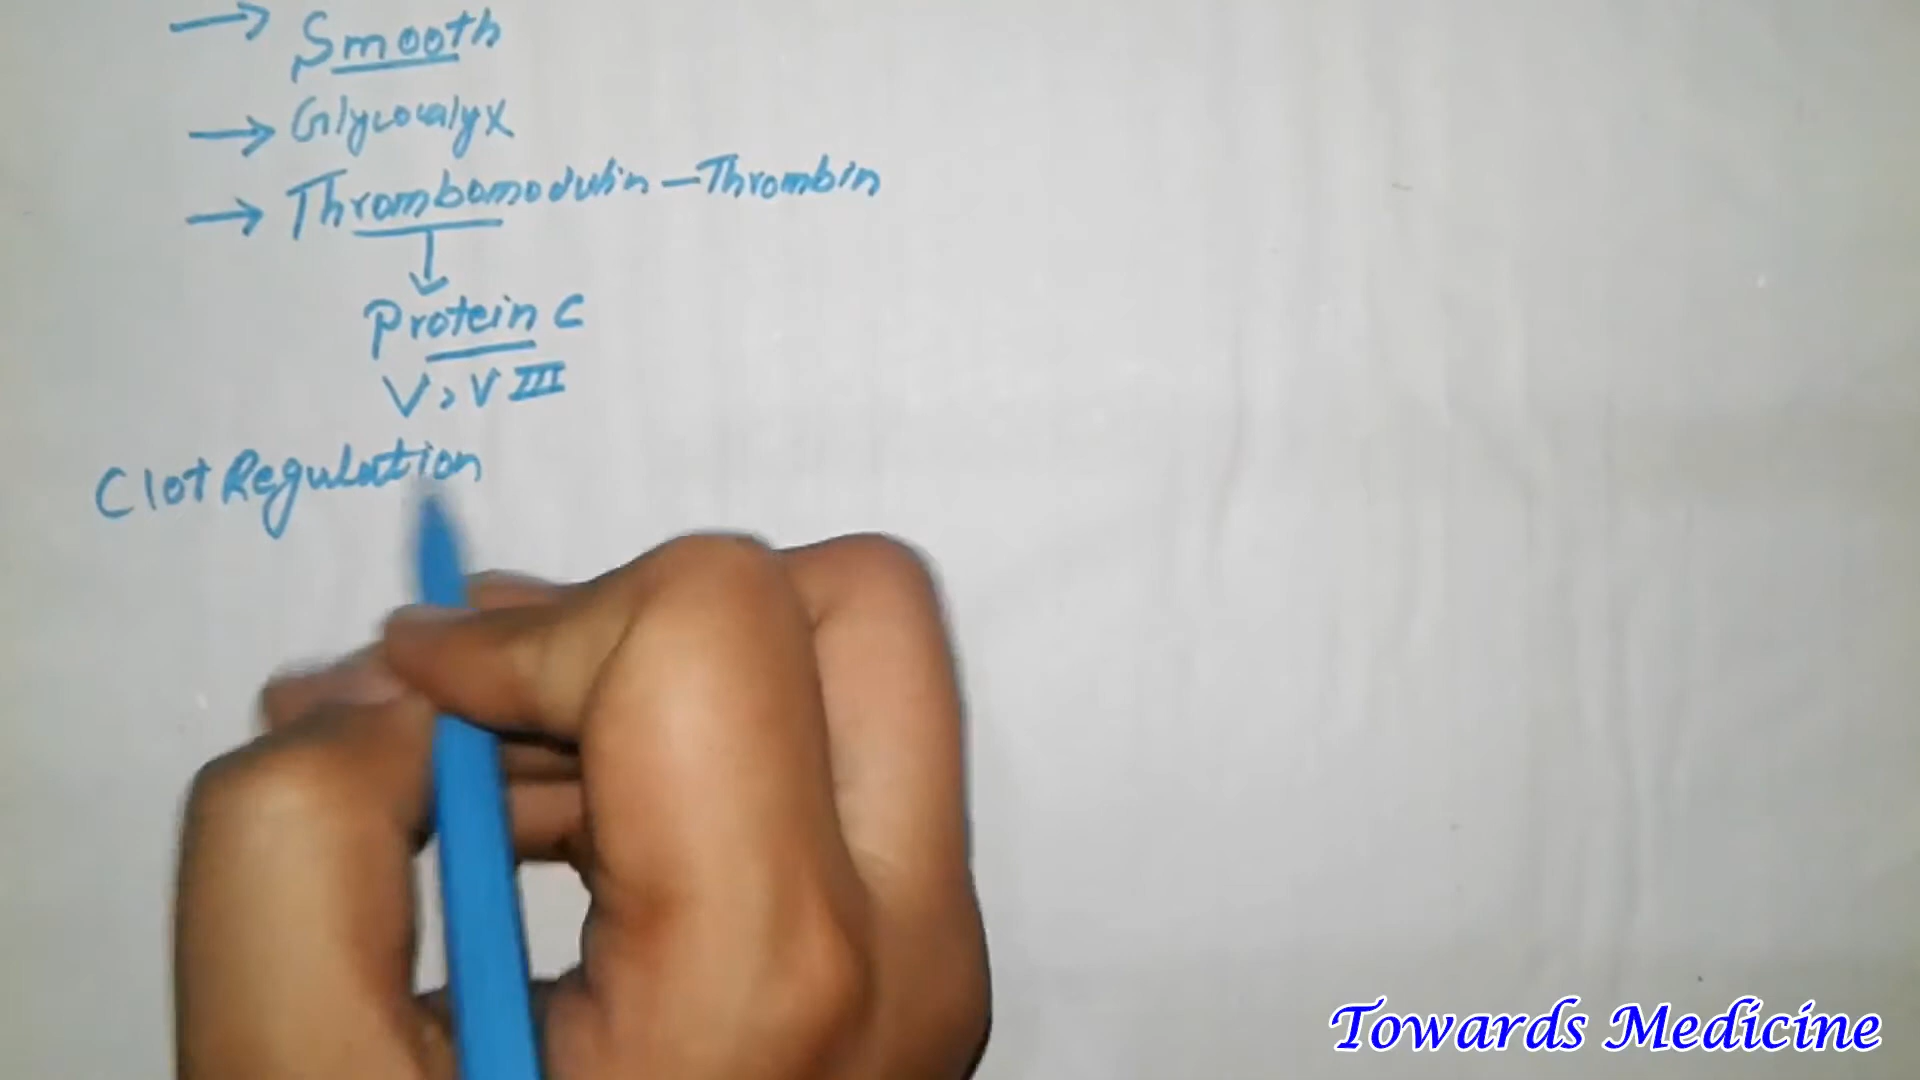 → Smooth
→ Glycocalyx
→ Thrombomodulin – Thrombin
↓
Protein C
V, VIII
Clot Regulation
Towards Medicine